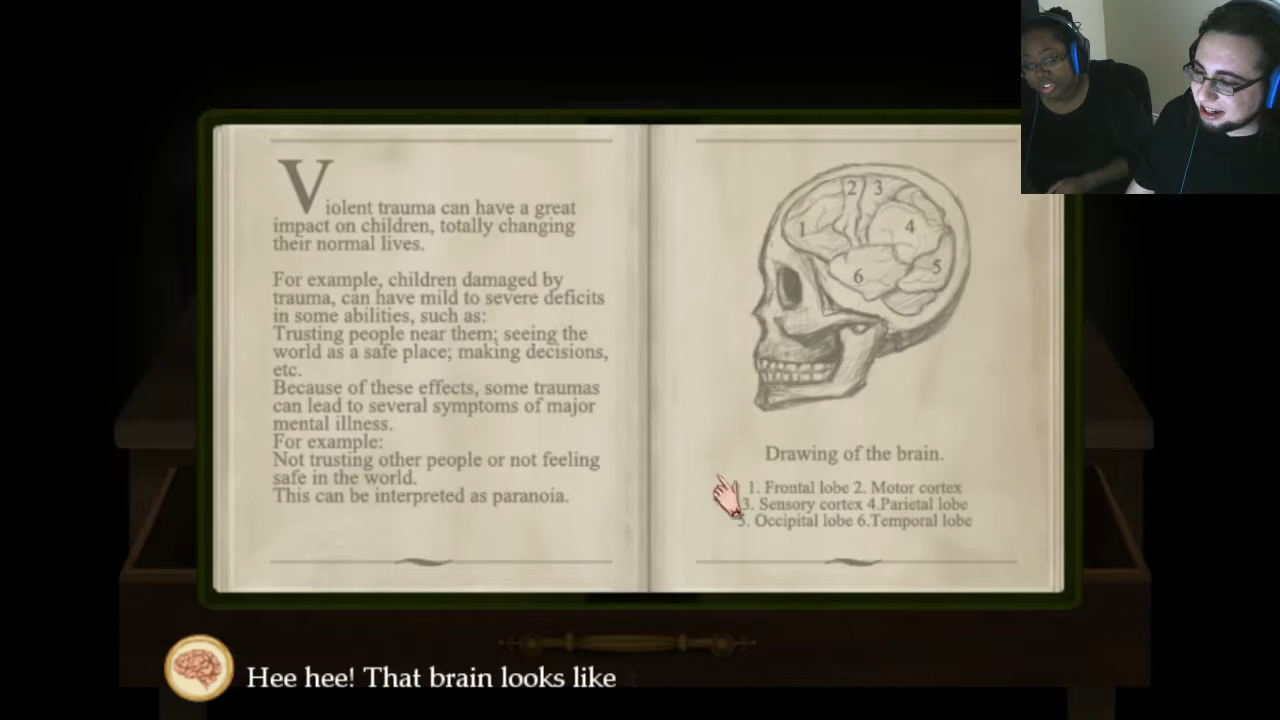 Violent trauma can have a great
impact on children, totally changing
their normal lives.
For example, children damaged by
trauma, can have mild to severe deficits
in some abilities, such as:
Trusting people near them; seeing the
world as a safe place; making decisions,
etc.
Because of these effects, some traumas
can lead to several symptoms of major
mental illness.
For example:
Not trusting other people or not feeling
safe in the world.
This can be interpreted as paranoia.
1
2
3
4
5
6
Drawing of the brain.
1. Frontal lobe 2. Motor cortex
3. Sensory cortex 4.Parietal lobe
5. Occipital lobe 6.Temporal lobe
Hee hee! That brain looks like